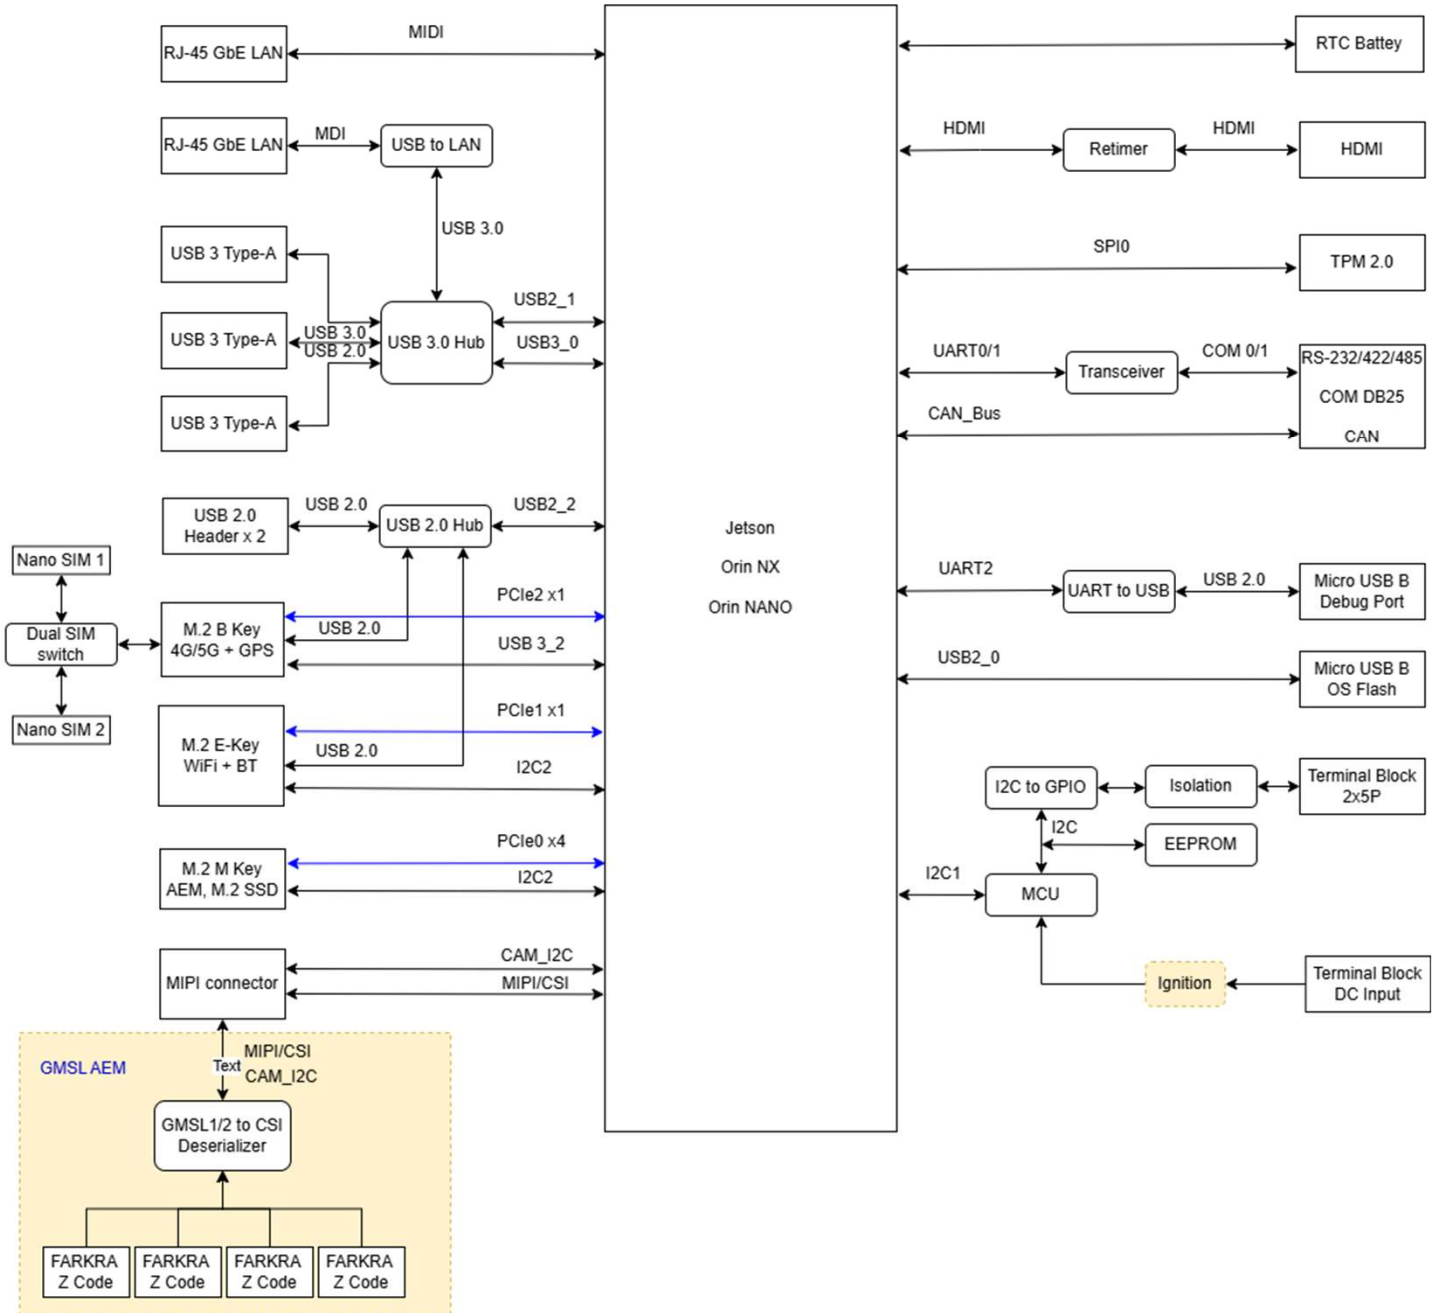 RJ-45 GbE LAN
MIDI
RTC Battey
RJ-45 GbE LAN
MDI
USB to LAN
HDMI
Retimer
HDMI
HDMI
USB 3.0
USB 3 Type-A
SPI0
TPM 2.0
USB 3 Type-A
USB 3.0
USB 2.0
USB 3.0 Hub
USB2_1
USB3_0
UART0/1
Transceiver
COM 0/1
RS-232/422/485
COM DB25
CAN
CAN_Bus
USB 3 Type-A
USB 2.0
Header x 2
USB 2.0
USB 2.0 Hub
USB2_2
Jetson
Orin NX
Orin NANO
Nano SIM 1
Dual SIM
switch
Nano SIM 2
M.2 B Key
4G/5G + GPS
PCIe2 x1
USB 2.0
USB 3_2
UART2
UART to USB
USB 2.0
Micro USB B
Debug Port
USB2_0
Micro USB B
OS Flash
M.2 E-Key
WiFi + BT
PCIe1 x1
USB 2.0
I2C2
I2C to GPIO
Isolation
Terminal Block
2x5P
I2C
EEPROM
M.2 M Key
AEM, M.2 SSD
PCIe0 x4
I2C2
I2C1
MCU
MIPI connector
CAM_I2C
MIPI/CSI
Ignition
Terminal Block
DC Input
GMSL AEM
Text
MIPI/CSI
CAM_I2C
GMSL1/2 to CSI
Deserializer
FARKRA
Z Code
FARKRA
Z Code
FARKRA
Z Code
FARKRA
Z Code